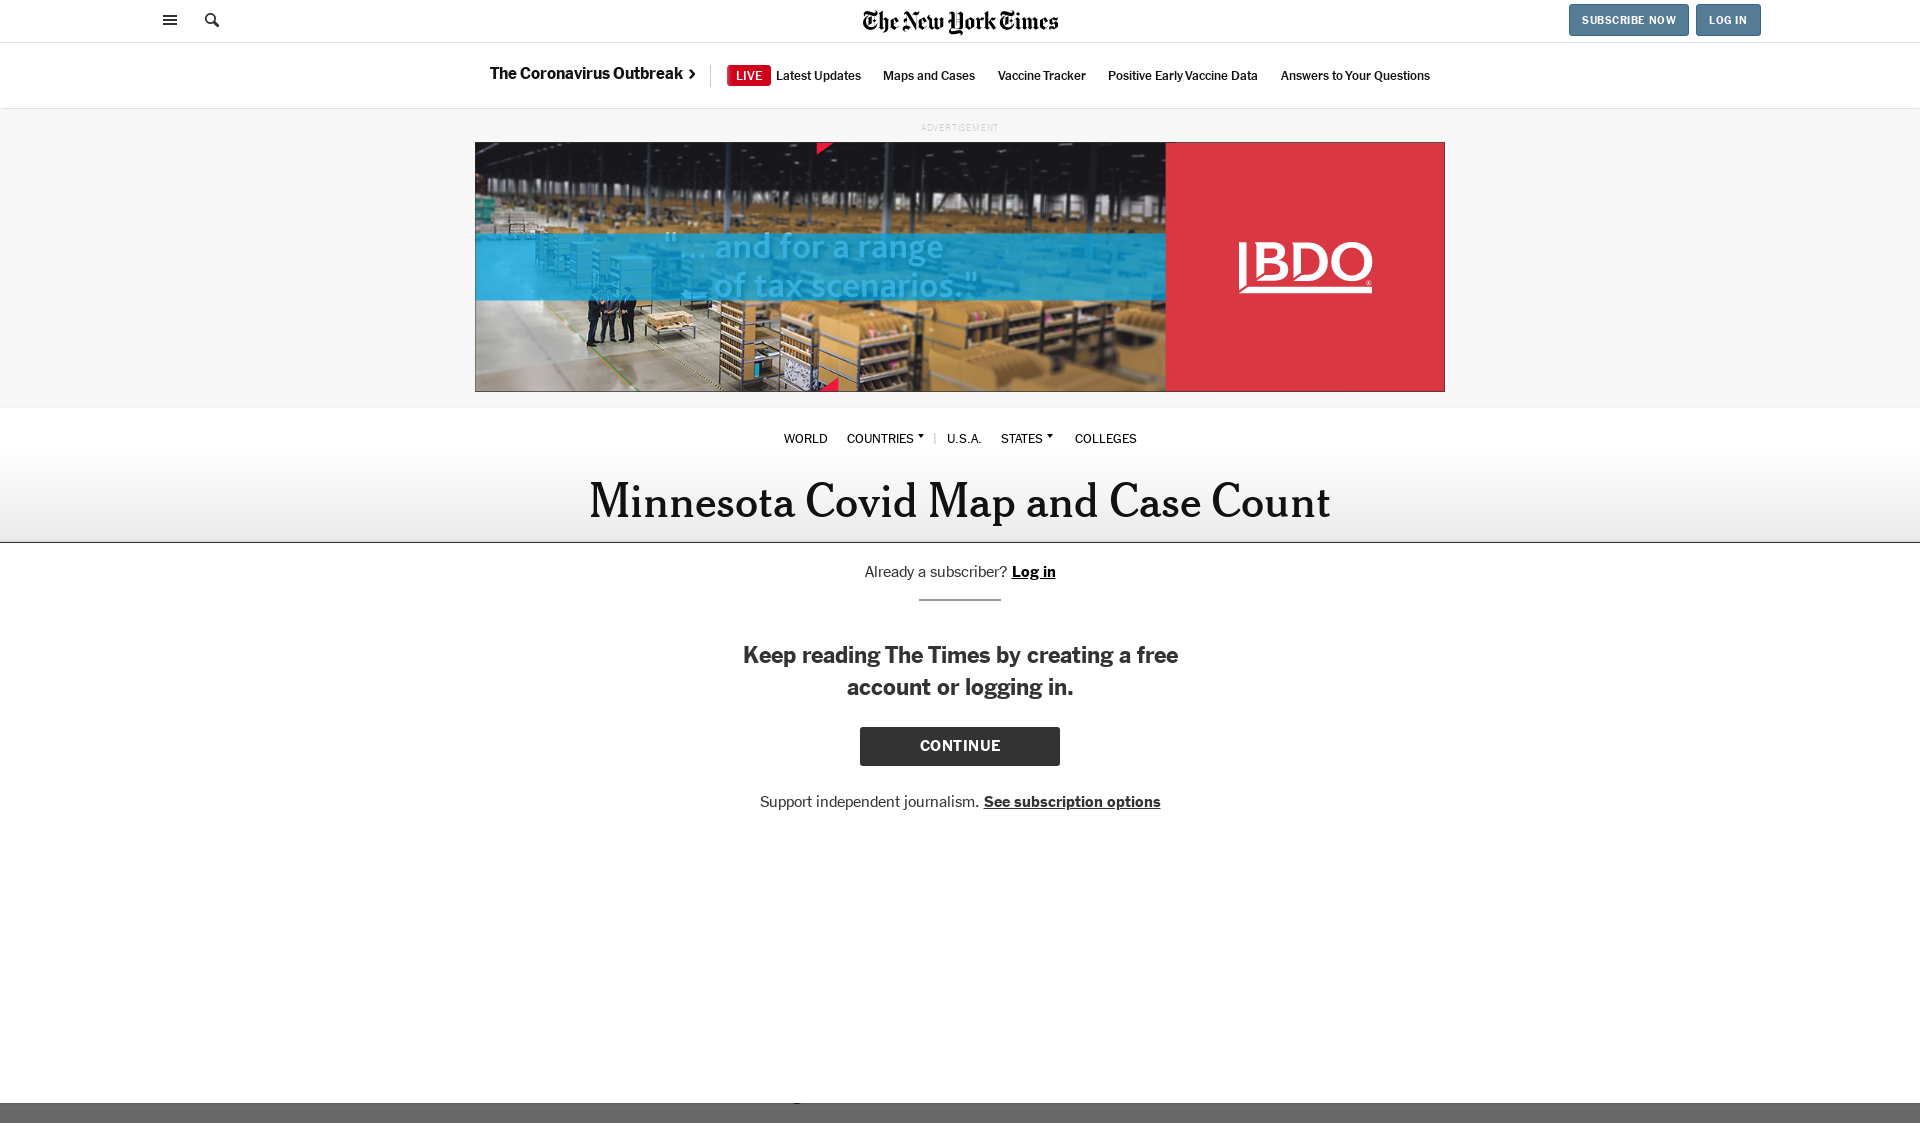 The New York Times
SUBSCRIBE NOW
LOG IN
The Coronavirus Outbreak ›
LIVE Latest Updates
Maps and Cases
Vaccine Tracker
Positive Early Vaccine Data
Answers to Your Questions
ADVERTISEMENT
"... and for a range
of tax scenarios."
BDO®
WORLD
COUNTRIES
U.S.A.
STATES
COLLEGES
Minnesota Covid Map and Case Count
Already a subscriber? Log in
Keep reading The Times by creating a free
account or logging in.
CONTINUE
Support independent journalism. See subscription options